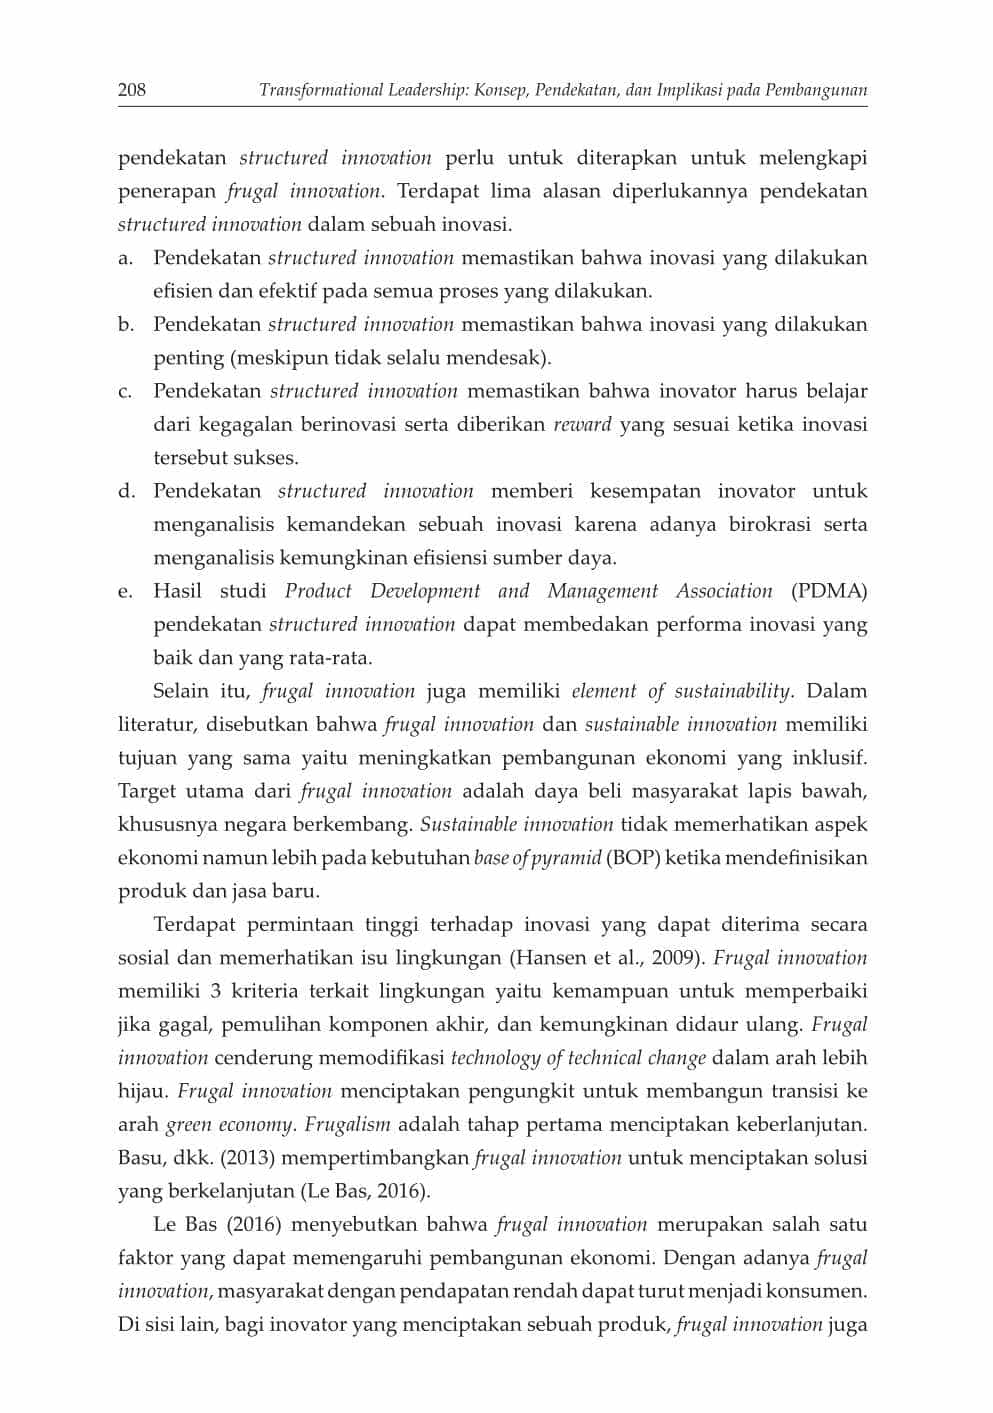 208 Transformational Leadership: Konsep, Pendekatan, dan Implikasi pada Pembangunan
pendekatan structured innovation perlu untuk diterapkan untuk melengkapi
penerapan frugal innovation. Terdapat lima alasan diperlukannya pendekatan
structured innovation dalam sebuah inovasi.
a. Pendekatan structured innovation memastikan bahwa inovasi yang dilakukan
efisien dan efektif pada semua proses yang dilakukan.
b. Pendekatan structured innovation memastikan bahwa inovasi yang dilakukan
penting (meskipun tidak selalu mendesak).
c. Pendekatan structured innovation memastikan bahwa inovator harus belajar
dari kegagalan berinovasi serta diberikan reward yang sesuai ketika inovasi
tersebut sukses.
d. Pendekatan structured innovation memberi kesempatan inovator untuk
menganalisis kemandekan sebuah inovasi karena adanya birokrasi serta
menganalisis kemungkinan efisiensi sumber daya.
e. Hasil studi Product Development and Management Association (PDMA)
pendekatan structured innovation dapat membedakan performa inovasi yang
baik dan yang rata-rata.
Selain itu, frugal innovation juga memiliki element of sustainability. Dalam
literatur, disebutkan bahwa frugal innovation dan sustainable innovation memiliki
tujuan yang sama yaitu meningkatkan pembangunan ekonomi yang inklusif.
Target utama dari frugal innovation adalah daya beli masyarakat lapis bawah,
khususnya negara berkembang. Sustainable innovation tidak memerhatikan aspek
ekonomi namun lebih pada kebutuhan base of pyramid (BOP) ketika mendefinisikan
produk dan jasa baru.
Terdapat permintaan tinggi terhadap inovasi yang dapat diterima secara
sosial dan memerhatikan isu lingkungan (Hansen et al., 2009). Frugal innovation
memiliki 3 kriteria terkait lingkungan yaitu kemampuan untuk memperbaiki
jika gagal, pemulihan komponen akhir, dan kemungkinan didaur ulang. Frugal
innovation cenderung memodifikasi technology of technical change dalam arah lebih
hijau. Frugal innovation menciptakan pengungkit untuk membangun transisi ke
arah green economy. Frugalism adalah tahap pertama menciptakan keberlanjutan.
Basu, dkk. (2013) mempertimbangkan frugal innovation untuk menciptakan solusi
yang berkelanjutan (Le Bas, 2016).
Le Bas (2016) menyebutkan bahwa frugal innovation merupakan salah satu
faktor yang dapat memengaruhi pembangunan ekonomi. Dengan adanya frugal
innovation, masyarakat dengan pendapatan rendah dapat turut menjadi konsumen.
Di sisi lain, bagi inovator yang menciptakan sebuah produk, frugal innovation juga